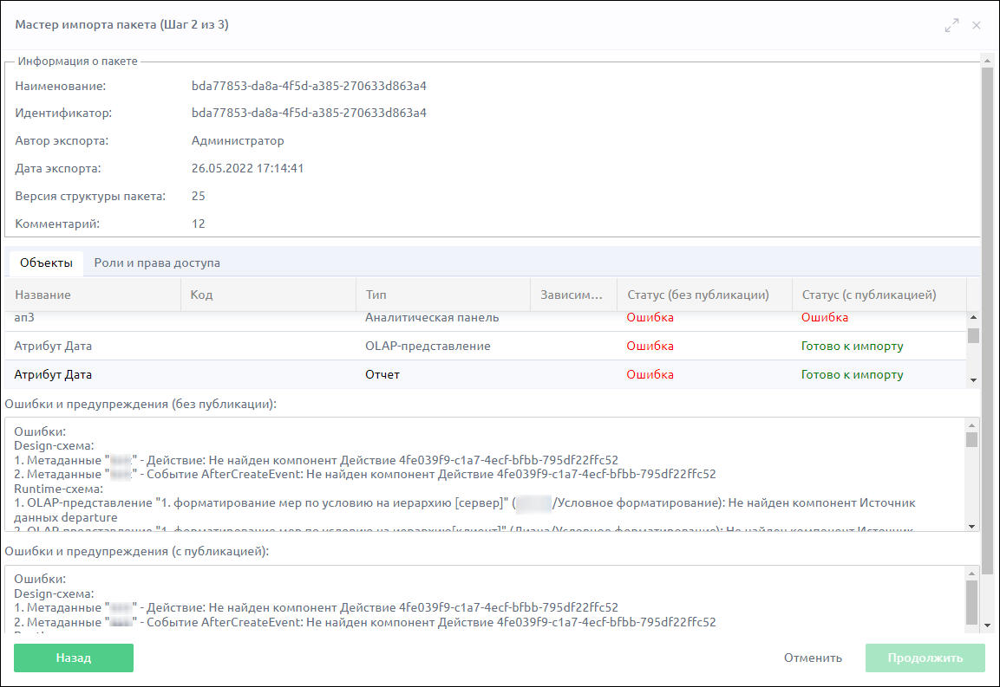 Мастер импорта пакета (Шаг 2 из 3)
Информация о пакете
Наименование: bda77853-da8a-4f5d-a385-270633d863a4
Идентификатор: bda77853-da8a-4f5d-a385-270633d863a4
Автор экспорта: Администратор
Дата экспорта: 26.05.2022 17:14:41
Версия структуры пакета: 25
Комментарий: 12
Объекты Роли и права доступа
Название Код Тип Зависим... Статус (без публикации) Статус (с публикацией)
ап3 Аналитическая панель Ошибка Ошибка
Атрибут Дата OLAP-представление Ошибка Готово к импорту
Атрибут Дата Отчет Ошибка Готово к импорту
Ошибки и предупреждения (без публикации):
Ошибки:
Design-схема:
1. Метаданные "" - Действие: Не найден компонент Действие 4fe039f9-c1a7-4ecf-bfbb-795df22ffc52
2. Метаданные "" - Событие AfterCreateEvent: Не найден компонент Действие 4fe039f9-c1a7-4ecf-bfbb-795df22ffc52
Runtime-схема:
1. OLAP-представление "1. форматирование мер по условию на иерархию [сервер]" (/Условное форматирование): Не найден компонент Источник
данных departure
2. OLAP-представление "1. форматирование мер по условию на иерархию[клиент]" (Диана/Условное форматирование): Не найден компонент Источник
Ошибки и предупреждения (с публикацией):
Ошибки:
Design-схема:
1. Метаданные "" - Действие: Не найден компонент Действие 4fe039f9-c1a7-4ecf-bfbb-795df22ffc52
2. Метаданные "" - Событие AfterCreateEvent: Не найден компонент Действие 4fe039f9-c1a7-4ecf-bfbb-795df22ffc52
Назад Отменить Продолжить